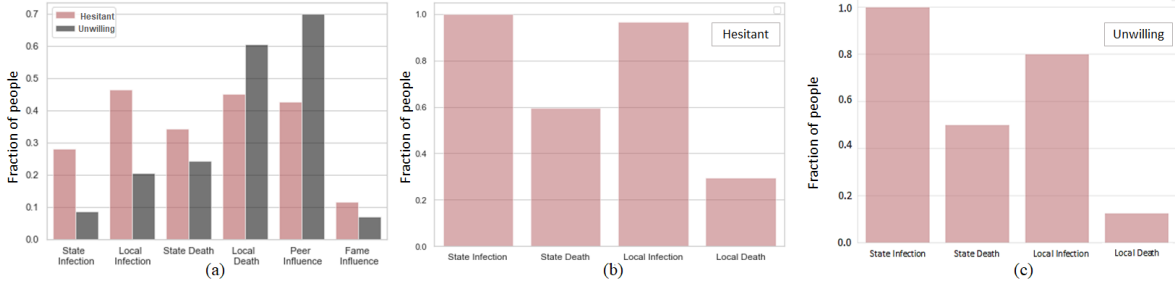 Hesitant
Unwilling
Fraction of people
0.7
0.6
0.5
0.4
0.3
0.2
0.1
0.0
State Infection
Local Infection
State Death
Local Death
Peer Influence
Fame Influence
(a)
Hesitant
Fraction of people
1.0
0.8
0.6
0.4
0.2
0.0
State Infection
State Death
Local Infection
Local Death
(b)
Unwilling
Fraction of people
1.0
0.8
0.6
0.4
0.2
0.0
State Infection
State Death
Local Infection
Local Death
(c)